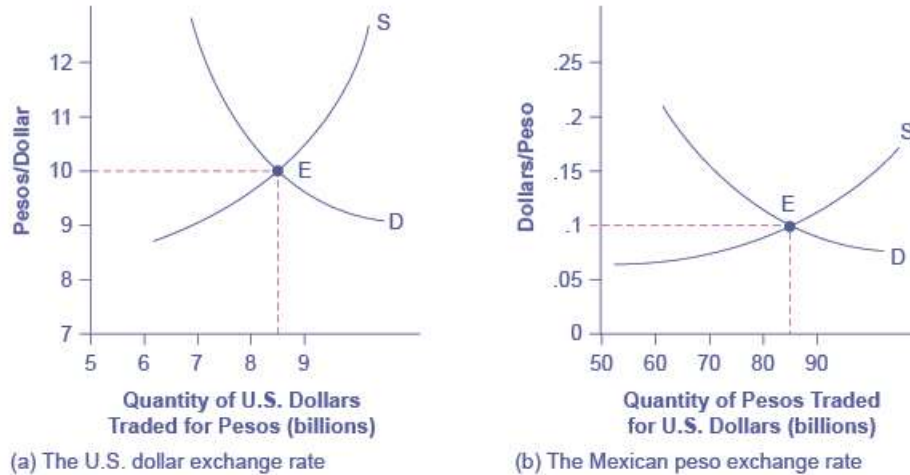 Pesos/Dollar
12
11
10
9
8
7
5
6
7
8
9
S
E
D
Quantity of U.S. Dollars
Traded for Pesos (billions)
(a) The U.S. dollar exchange rate
Dollars/Peso
.25
.2
.15
.1
.05
0
50
60
70
80
90
S
E
D
Quantity of Pesos Traded
for U.S. Dollars (billions)
(b) The Mexican peso exchange rate